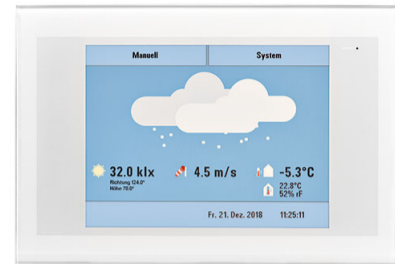 Manuell System
32.0 klx 4.5 m/s -5.3°C
Richtung 124.0°
Höhe 70.0°
22.8°C
52% rF
Fr. 21. Dez. 2018 11:25:11